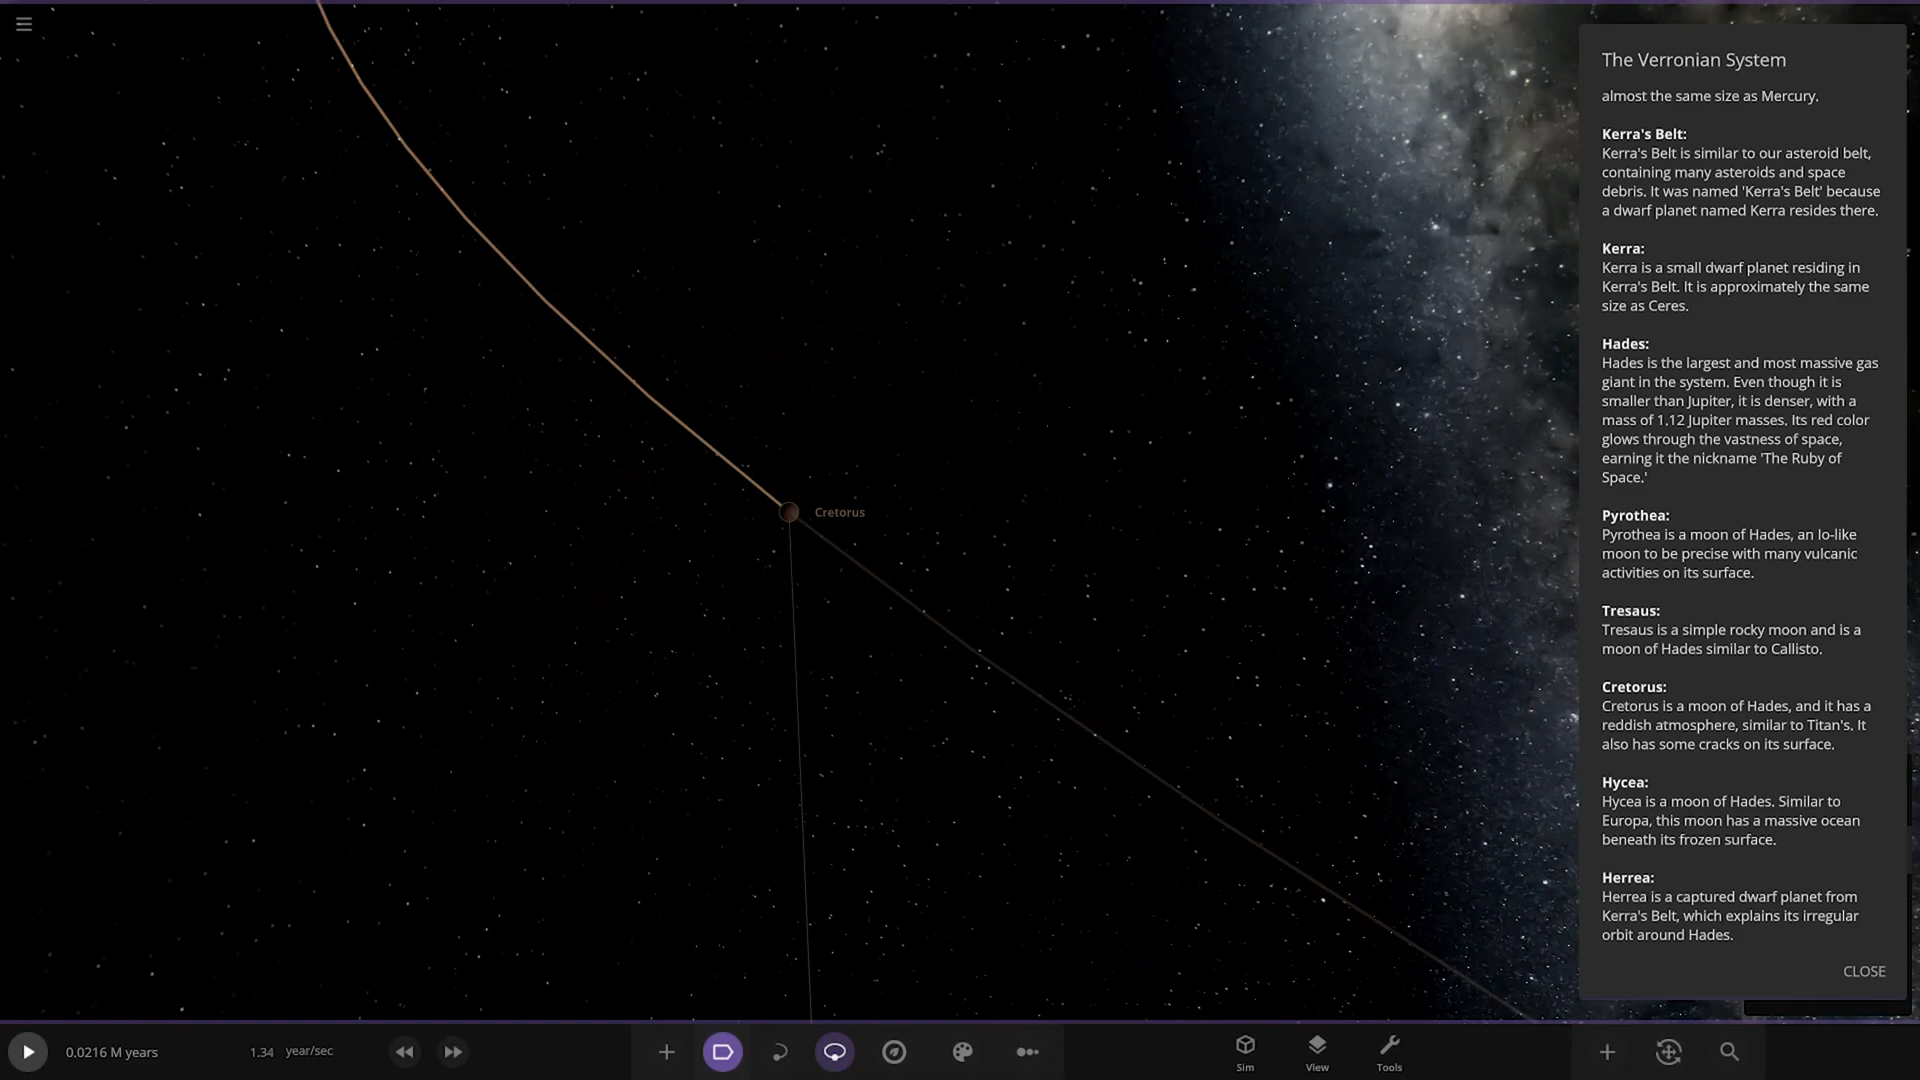 The Verronian System
almost the same size as Mercury.
Kerra's Belt:
Kerra's Belt is similar to our asteroid belt,
containing many asteroids and space
debris. It was named 'Kerra's Belt' because
a dwarf planet named Kerra resides there.
Kerra:
Kerra is a small dwarf planet residing in
Kerra's Belt. It is approximately the same
size as Ceres.
Hades:
Hades is the largest and most massive gas
giant in the system. Even though it is
smaller than Jupiter, it is denser, with a
mass of 1,12 Jupiter masses. Its red color
glows through the vastness of space,
earning it the nickname 'The Ruby of
Space.'
Pyrothea:
Pyrothea is a moon of Hades, an Io-like
moon to be precise with many vulcanic
activities on its surface.
Tresaus:
Tresaus is a simple rocky moon and is a
moon of Hades similar to Callisto.
Cretorus:
Cretorus is a moon of Hades, and it has a
reddish atmosphere, similar to Titan's. It
also has some cracks on its surface.
Hycea:
Hycea is a moon of Hades. Similar to
Europa, this moon has a massive ocean
beneath its frozen surface.
Herrea:
Herrea is a captured dwarf planet from
Kerra's Belt, which explains its irregular
orbit around Hades.
CLOSE
Cretorus
0.0216 M years
1.34 year/sec
Sim
View
Tools